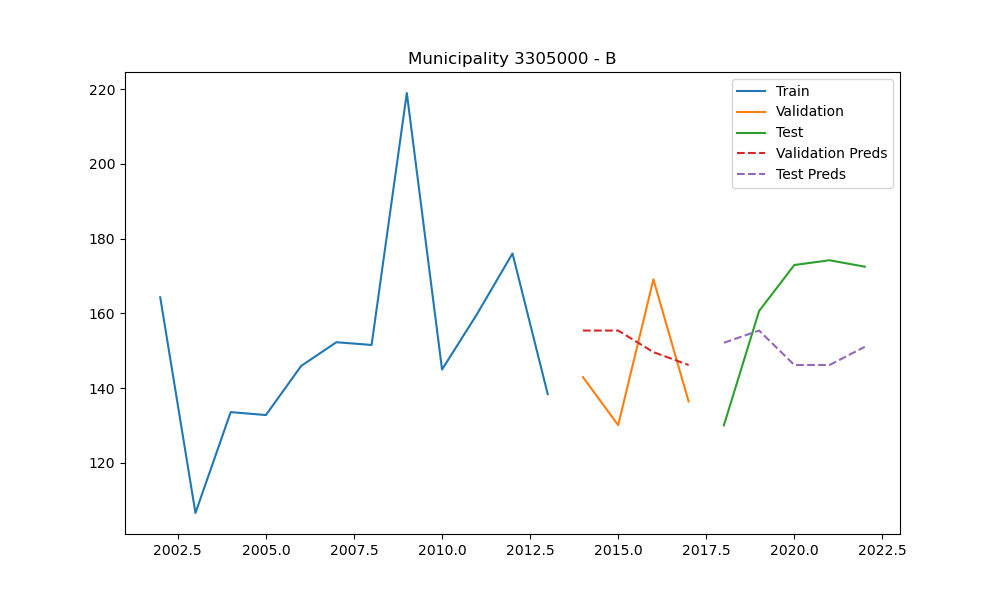 Municipality 3305000 - B
220
200
180
160
140
120
2002.5 2005.0 2007.5 2010.0 2012.5 2015.0 2017.5 2020.0 2022.5
Train
Validation
Test
Validation Preds
Test Preds